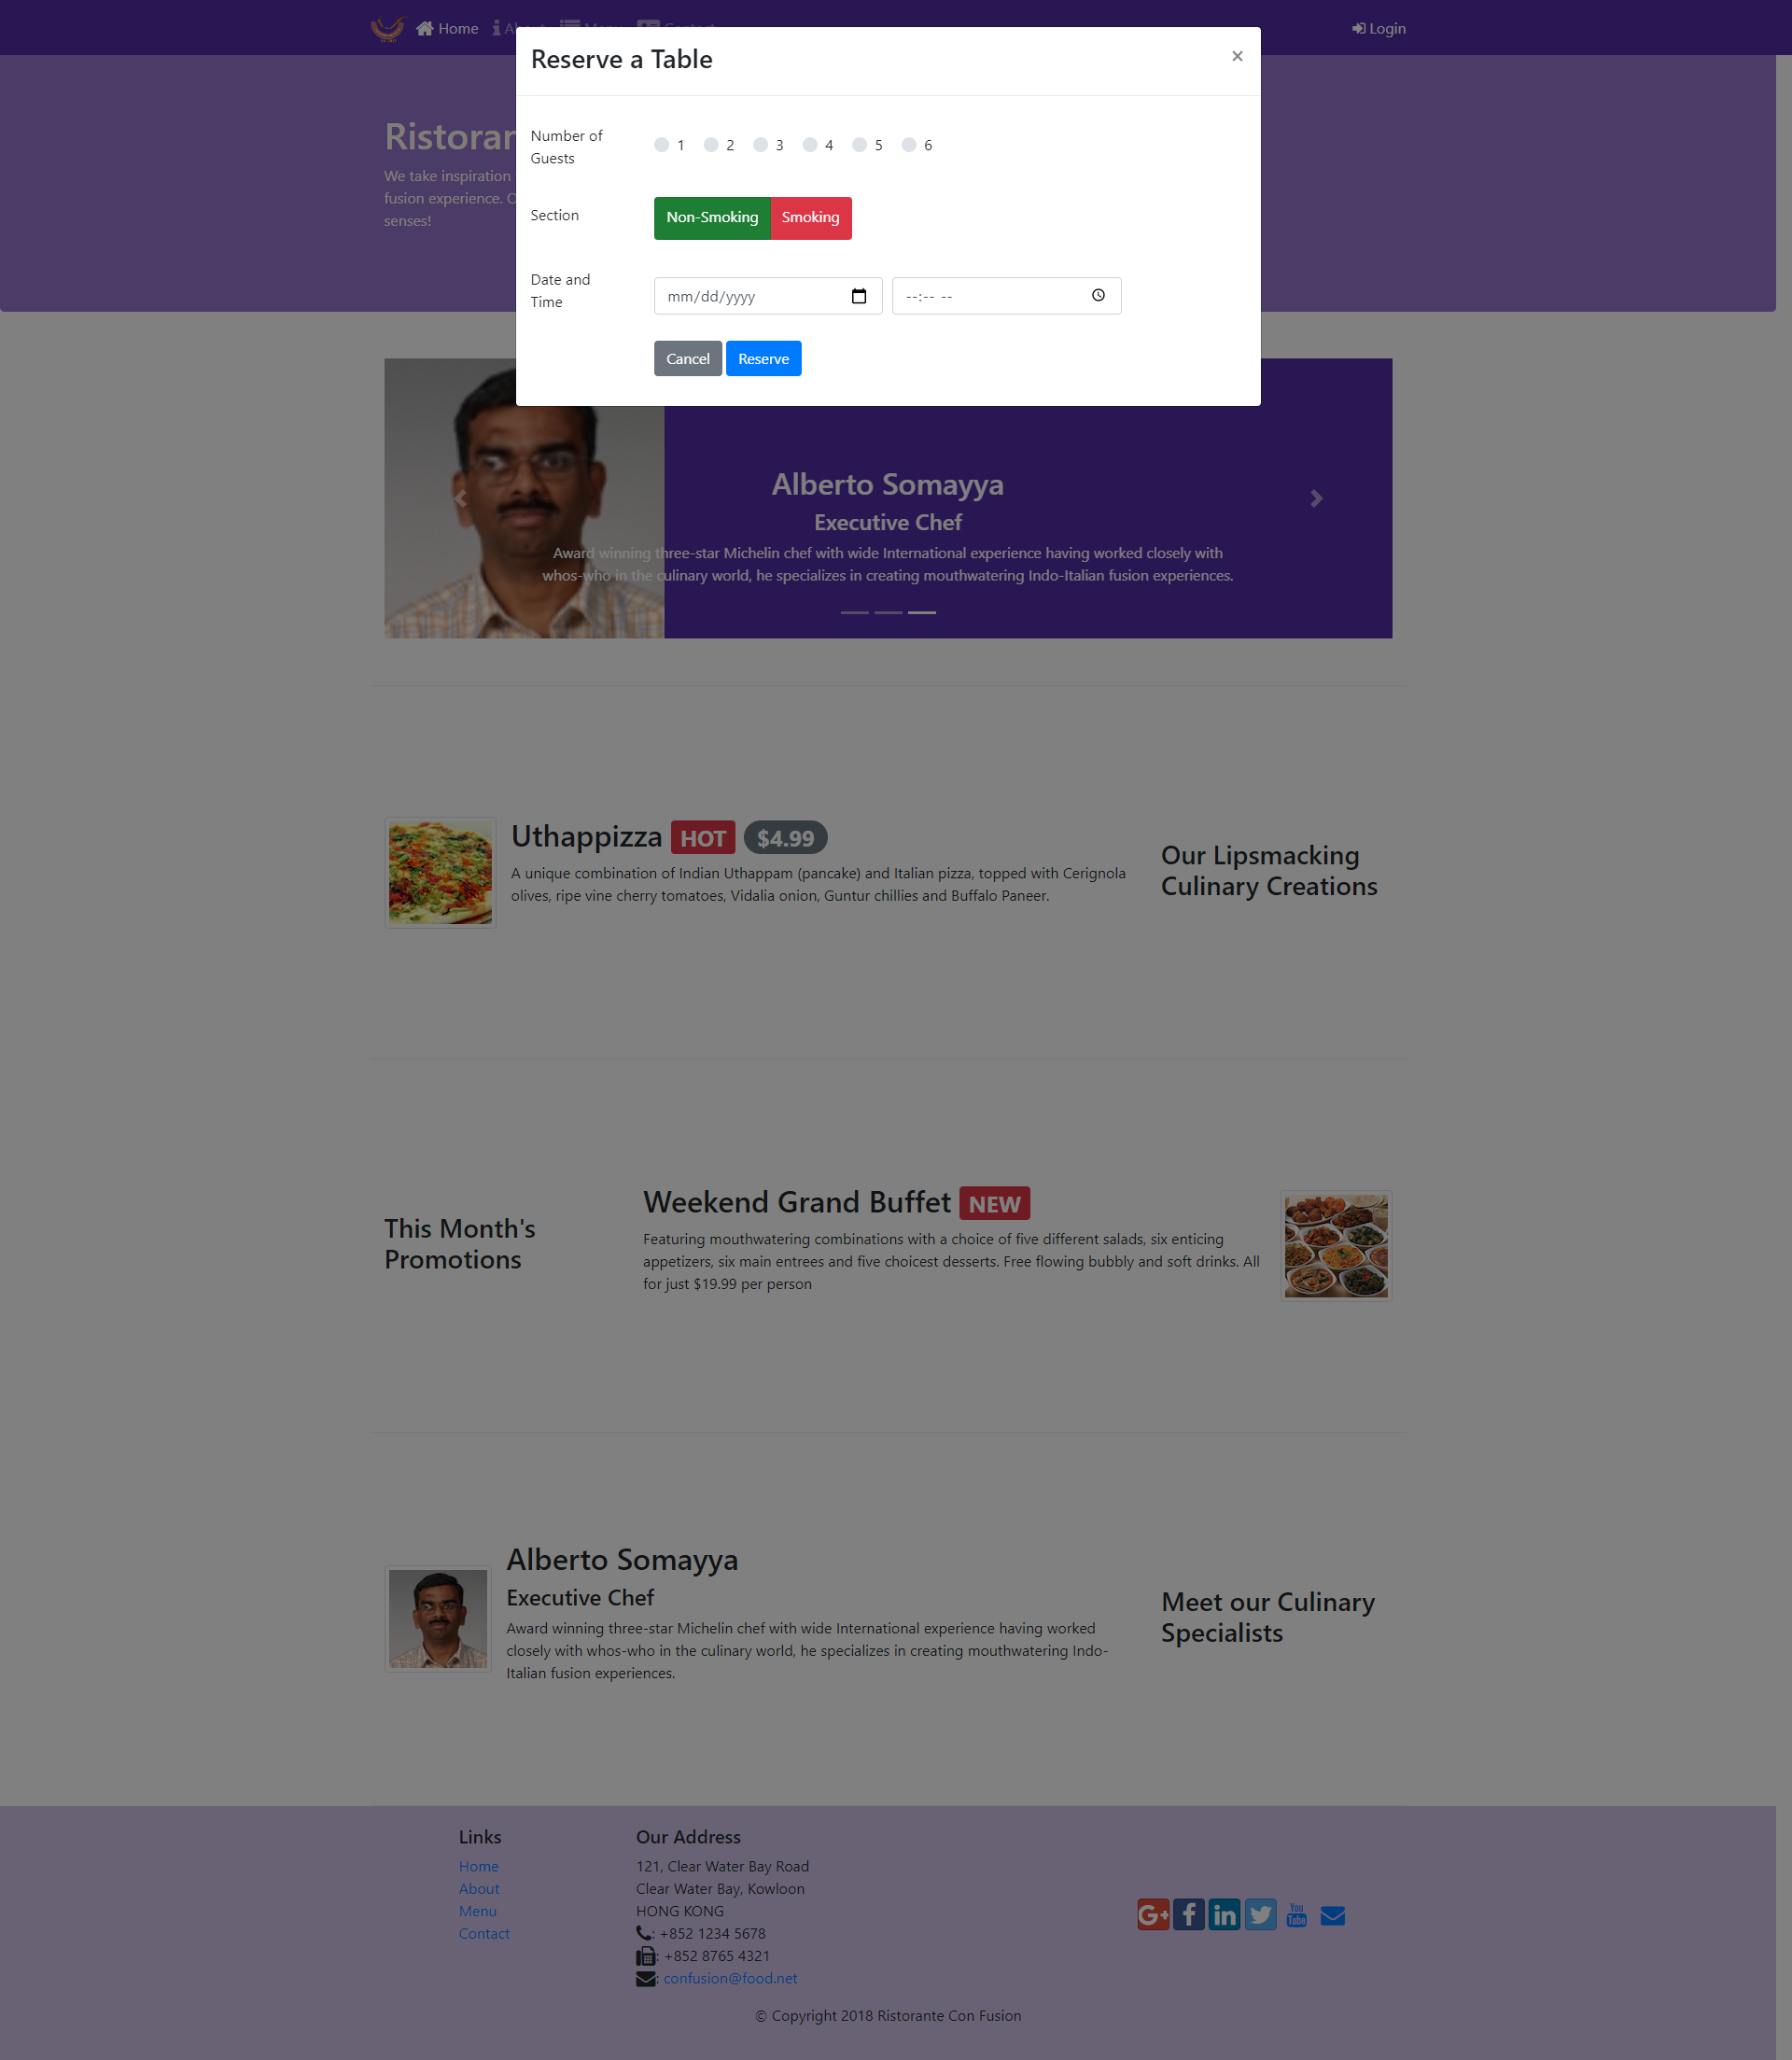 Home
Login
Reserve a Table
×
Number of
Guests
1 2 3 4 5 6
Section
Non-Smoking Smoking
Date and
Time
mm/dd/yyyy
--:-- --
Cancel Reserve
We take inspiration
fusion experience.
senses!
Alberto Somayya
Executive Chef
Award winning three-star Michelin chef with wide International experience having worked closely with
whos-who in the culinary world, he specializes in creating mouthwatering Indo-Italian fusion experiences.
Uthappizza HOT $4.99
A unique combination of Indian Uthappam (pancake) and Italian pizza, topped with Cerignola
olives, ripe vine cherry tomatoes, Vidalia onion, Guntur chillies and Buffalo Paneer.
Our Lipsmacking
Culinary Creations
This Month's
Promotions
Weekend Grand Buffet NEW
Featuring mouthwatering combinations with a choice of five different salads, six enticing
appetizers, six main entrees and five choicest desserts. Free flowing bubbly and soft drinks. All
for just $19.99 per person
Alberto Somayya
Executive Chef
Award winning three-star Michelin chef with wide International experience having worked
closely with whos-who in the culinary world, he specializes in creating mouthwatering Indo-
Italian fusion experiences.
Meet our Culinary
Specialists
Links
Home
About
Menu
Contact
Our Address
121, Clear Water Bay Road
Clear Water Bay, Kowloon
HONG KONG
: +852 1234 5678
: +852 8765 4321
: confusion@food.net
You
Tube
© Copyright 2018 Ristorante Con Fusion